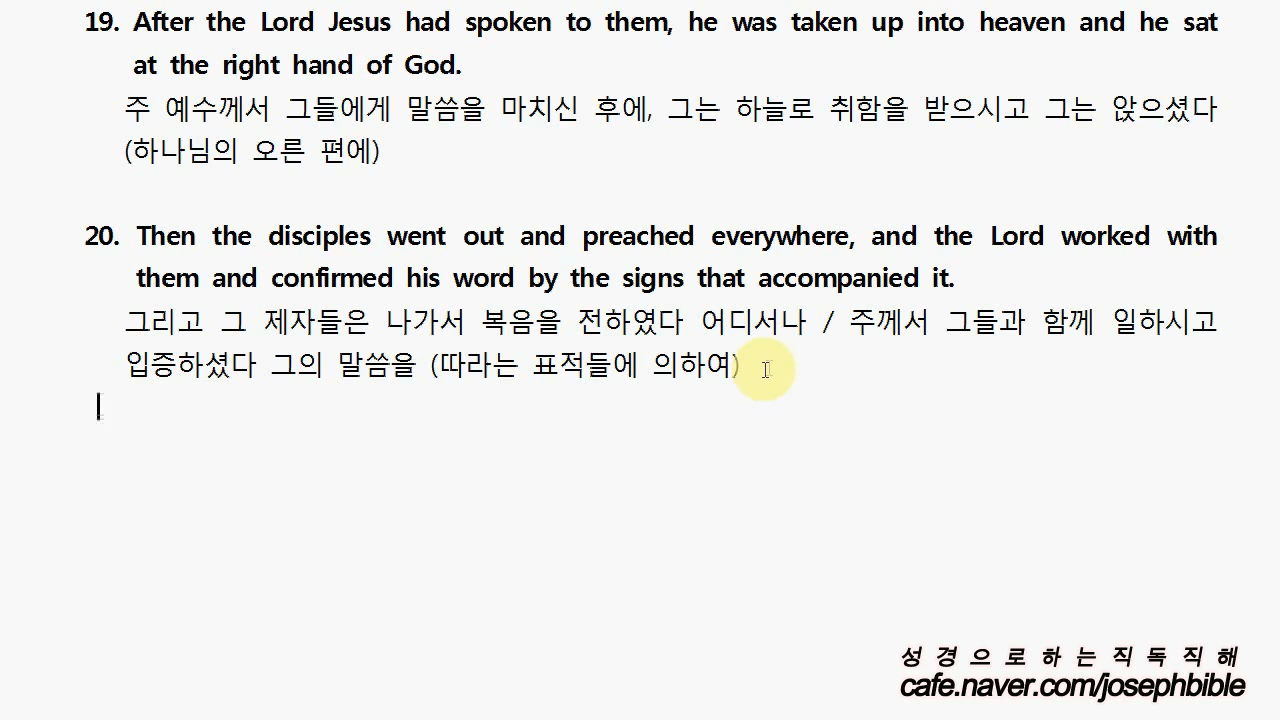 19. After the Lord Jesus had spoken to them, he was taken up into heaven and he sat
at the right hand of God.
주 예수께서 그들에게 말씀을 마치신 후에, 그는 하늘로 취함을 받으시고 그는 앉으셨다
(하나님의 오른 편에)
20. Then the disciples went out and preached everywhere, and the Lord worked with
them and confirmed his word by the signs that accompanied it.
그리고 그 제자들은 나가서 복음을 전하였다 어디서나 / 주께서 그들과 함께 일하시고
입증하셨다 그의 말씀을 (따라는 표적들에 의하여)
성경으로하는직독직해
cafe.naver.com/josephbible